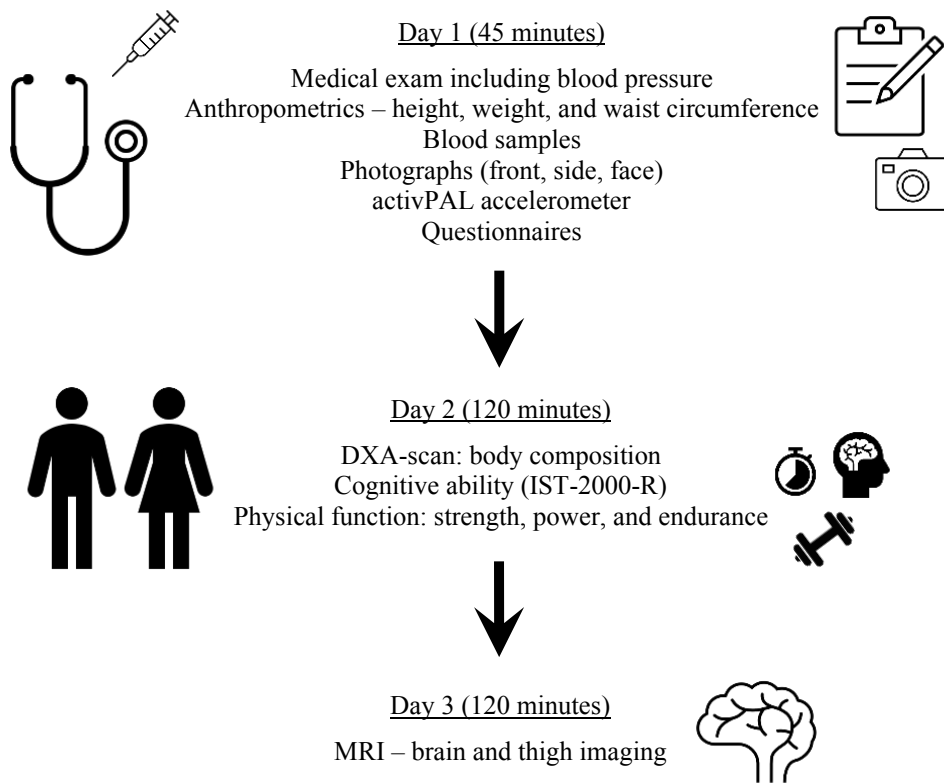 Day 1 (45 minutes)
Medical exam including blood pressure
Anthropometrics – height, weight, and waist circumference
Blood samples
Photographs (front, side, face)
activPAL accelerometer
Questionnaires
Day 2 (120 minutes)
DXA-scan: body composition
Cognitive ability (IST-2000-R)
Physical function: strength, power, and endurance
Day 3 (120 minutes)
MRI – brain and thigh imaging